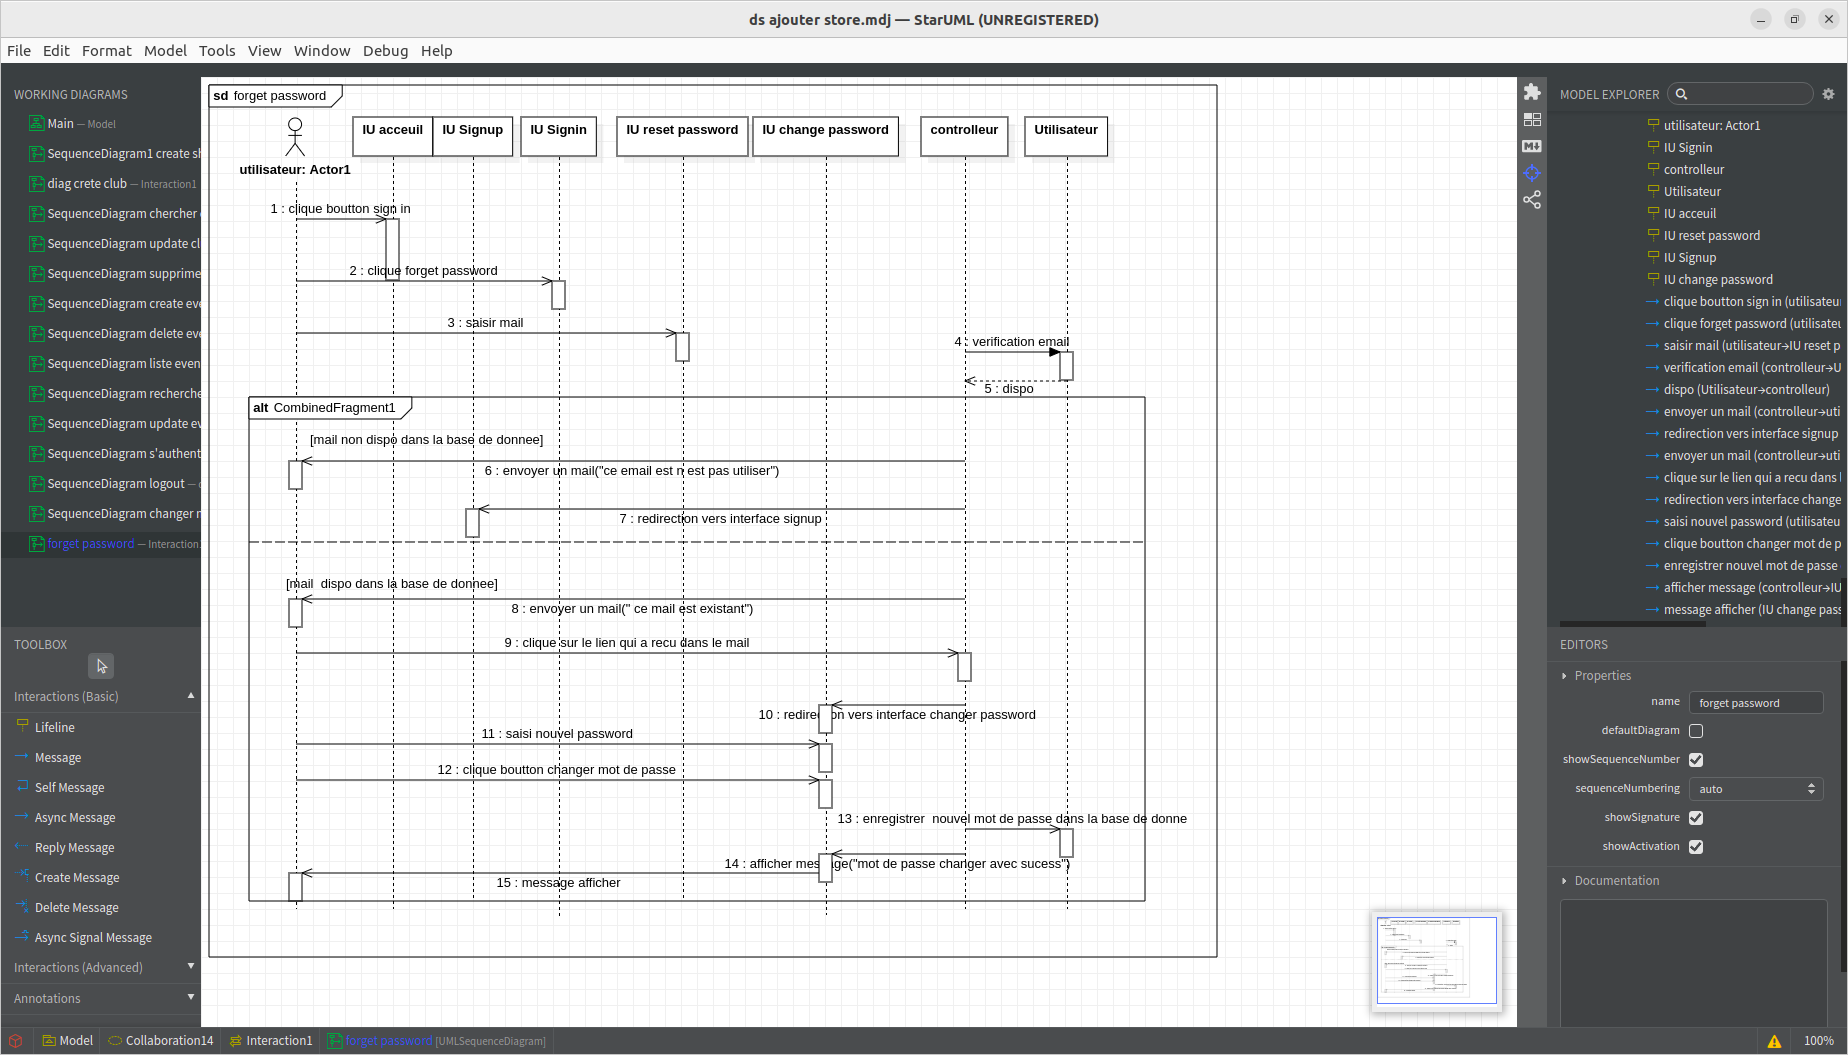 ds ajouter store.mdj — StarUML (UNREGISTERED)
File Edit Format Model Tools View Window Debug Help
WORKING DIAGRAMS
Main — Model
SequenceDiagram1 create sh
diag crete club — Interaction1
SequenceDiagram chercher
SequenceDiagram update cl
SequenceDiagram supprime
SequenceDiagram create eve
SequenceDiagram delete eve
SequenceDiagram liste even
SequenceDiagram recherche
SequenceDiagram update ev
SequenceDiagram s'authent
SequenceDiagram logout —
SequenceDiagram changer m
forget password — Interaction
TOOLBOX
Interactions (Basic)
Lifeline
Message
Self Message
Async Message
Reply Message
Create Message
Delete Message
Async Signal Message
Interactions (Advanced)
Annotations
sd forget password
utilisateur: Actor1
IU acceuil
IU Signup
IU Signin
IU reset password
IU change password
controlleur
Utilisateur
1 : clique boutton sign in
2 : clique forget password
3 : saisir mail
4 : verification email
5 : dispo
alt CombinedFragment1
[mail non dispo dans la base de donnee]
6 : envoyer un mail("ce email est n est pas utiliser")
7 : redirection vers interface signup
[mail dispo dans la base de donnee]
8 : envoyer un mail(" ce mail est existant")
9 : clique sur le lien qui a recu dans le mail
10 : redirection vers interface changer password
11 : saisi nouvel password
12 : clique boutton changer mot de passe
13 : enregistrer nouvel mot de passe dans la base de donne
14 : afficher message("mot de passe changer avec sucess")
15 : message afficher
MODEL EXPLORER
utilisateur: Actor1
IU Signin
controlleur
Utilisateur
IU acceuil
IU reset password
IU Signup
IU change password
clique boutton sign in (utilisateu
clique forget password (utilisate
saisir mail (utilisateur→IU reset p
verification email (controlleur→U
dispo (Utilisateur→controlleur)
envoyer un mail (controlleur→uti
redirection vers interface signup
envoyer un mail (controlleur→uti
clique sur le lien qui a recu dans l
redirection vers interface change
saisi nouvel password (utilisateu
clique boutton changer mot de p
enregistrer nouvel mot de passe
afficher message (controlleur→IU
message afficher (IU change pass
EDITORS
Properties
name forget password
defaultDiagram
showSequenceNumber
sequenceNumbering auto
showSignature
showActivation
Documentation
Model Collaboration14 Interaction1 forget password [UMLSequenceDiagram] 100%